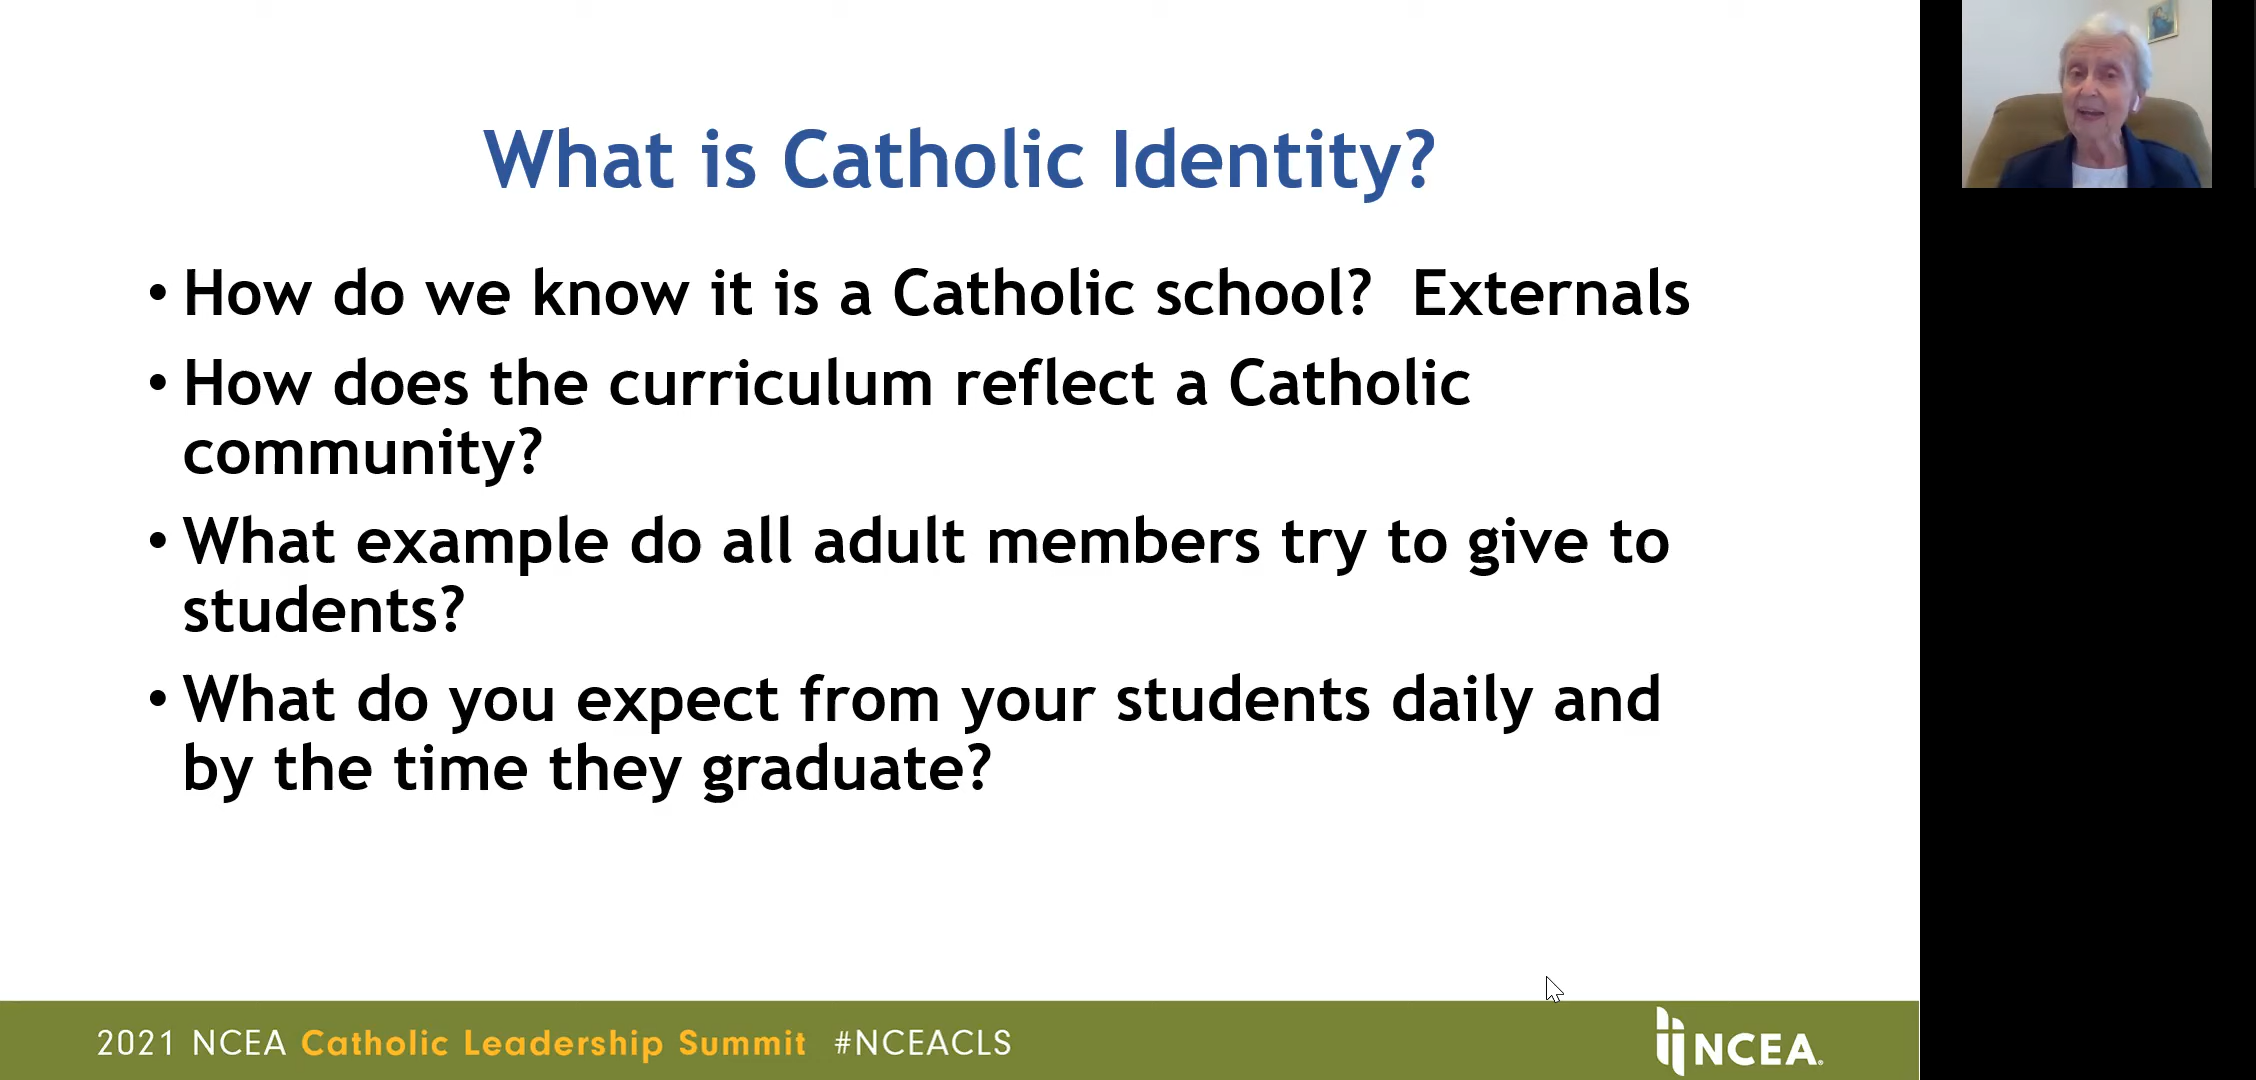 What is Catholic Identity?
• How do we know it is a Catholic school?  Externals
• How does the curriculum reflect a Catholic
community?
• What example do all adult members try to give to
students?
• What do you expect from your students daily and
by the time they graduate?
2021 NCEA Catholic Leadership Summit #NCEACLS
NCEA.